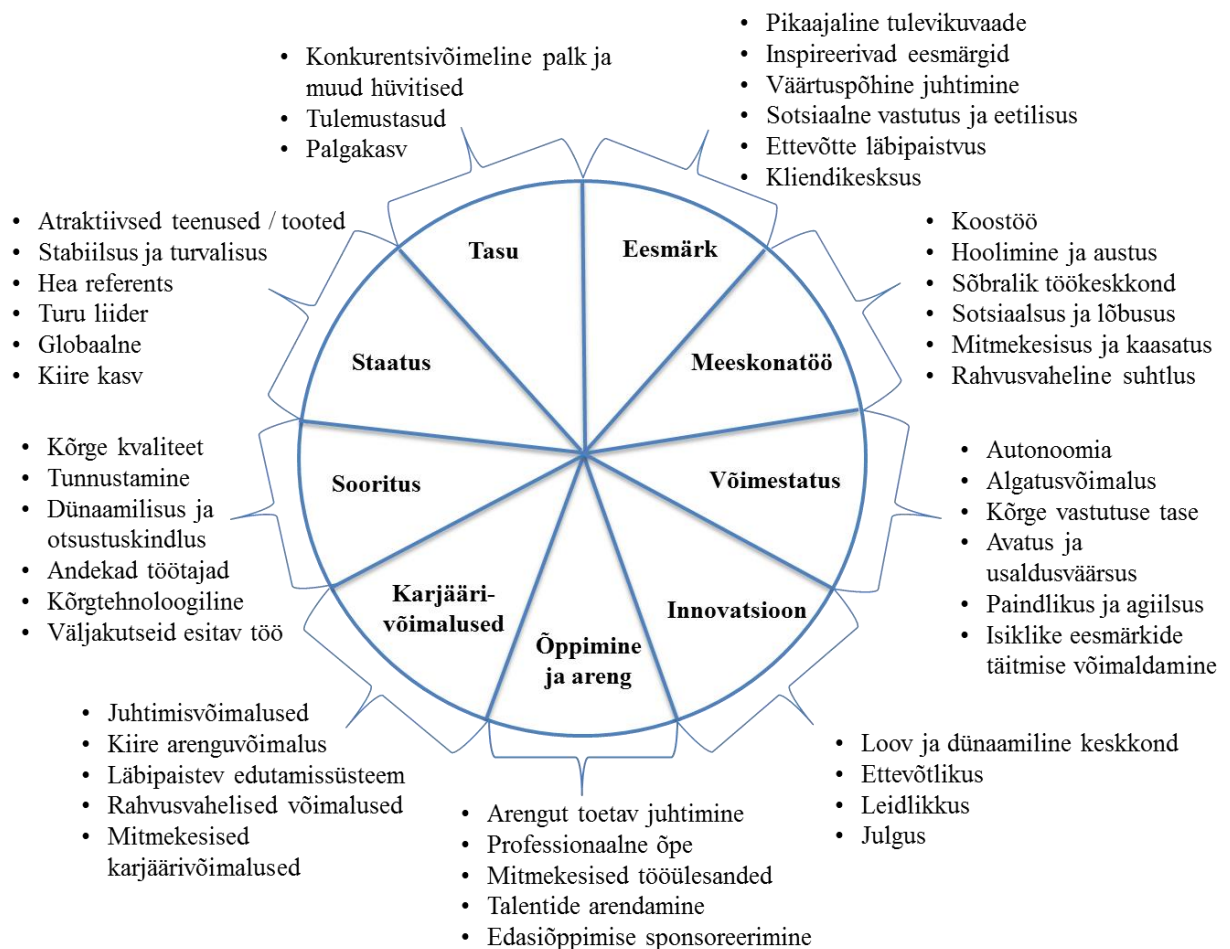 • Konkurentsivõimeline palk ja
muud hüvitised
• Tulemustasud
• Palgakasv
• Pikaajaline tulevikuvaade
• Inspireerivad eesmärgid
• Väärtuspõhine juhtimine
• Sotsiaalne vastutus ja eetilisus
• Ettevõtte läbipaistvus
• Kliendikesksus
• Atraktiivsed teenused / tooted
• Stabiilsus ja turvalisus
• Hea referents
• Turu liider
• Globaalne
• Kiire kasv
• Koostöö
• Hoolimine ja austus
• Sõbralik töökeskkond
• Sotsiaalsus ja lõbusus
• Mitmekesisus ja kaasatus
• Rahvusvaheline suhtlus
Tasu
Eesmärk
Staatus
Meeskonatöö
Sooritus
Võimestatus
Karjääri-
võimalused
Õppimine
ja areng
Innovatsioon
• Kõrge kvaliteet
• Tunnustamine
• Dünaamilisus ja
otsustuskindlus
• Andekad töötajad
• Kõrgtehnoloogiline
• Väljakutseid esitav töö
• Autonoomia
• Algatusvõimalus
• Kõrge vastutuse tase
• Avatus ja
usaldusväärsus
• Paindlikus ja agiilsus
• Isiklike eesmärkide
täitmise võimaldamine
• Juhtimisvõimalused
• Kiire arenguvõimalus
• Läbipaistev edutamissüsteem
• Rahvusvahelised võimalused
• Mitmekesised
karjäärivõimalused
• Arengut toetav juhtimine
• Professionaalne õpe
• Mitmekesised tööülesanded
• Talentide arendamine
• Edasiõppimise sponsoreerimine
• Loov ja dünaamiline keskkond
• Ettevõtlikus
• Leidlikkus
• Julgus